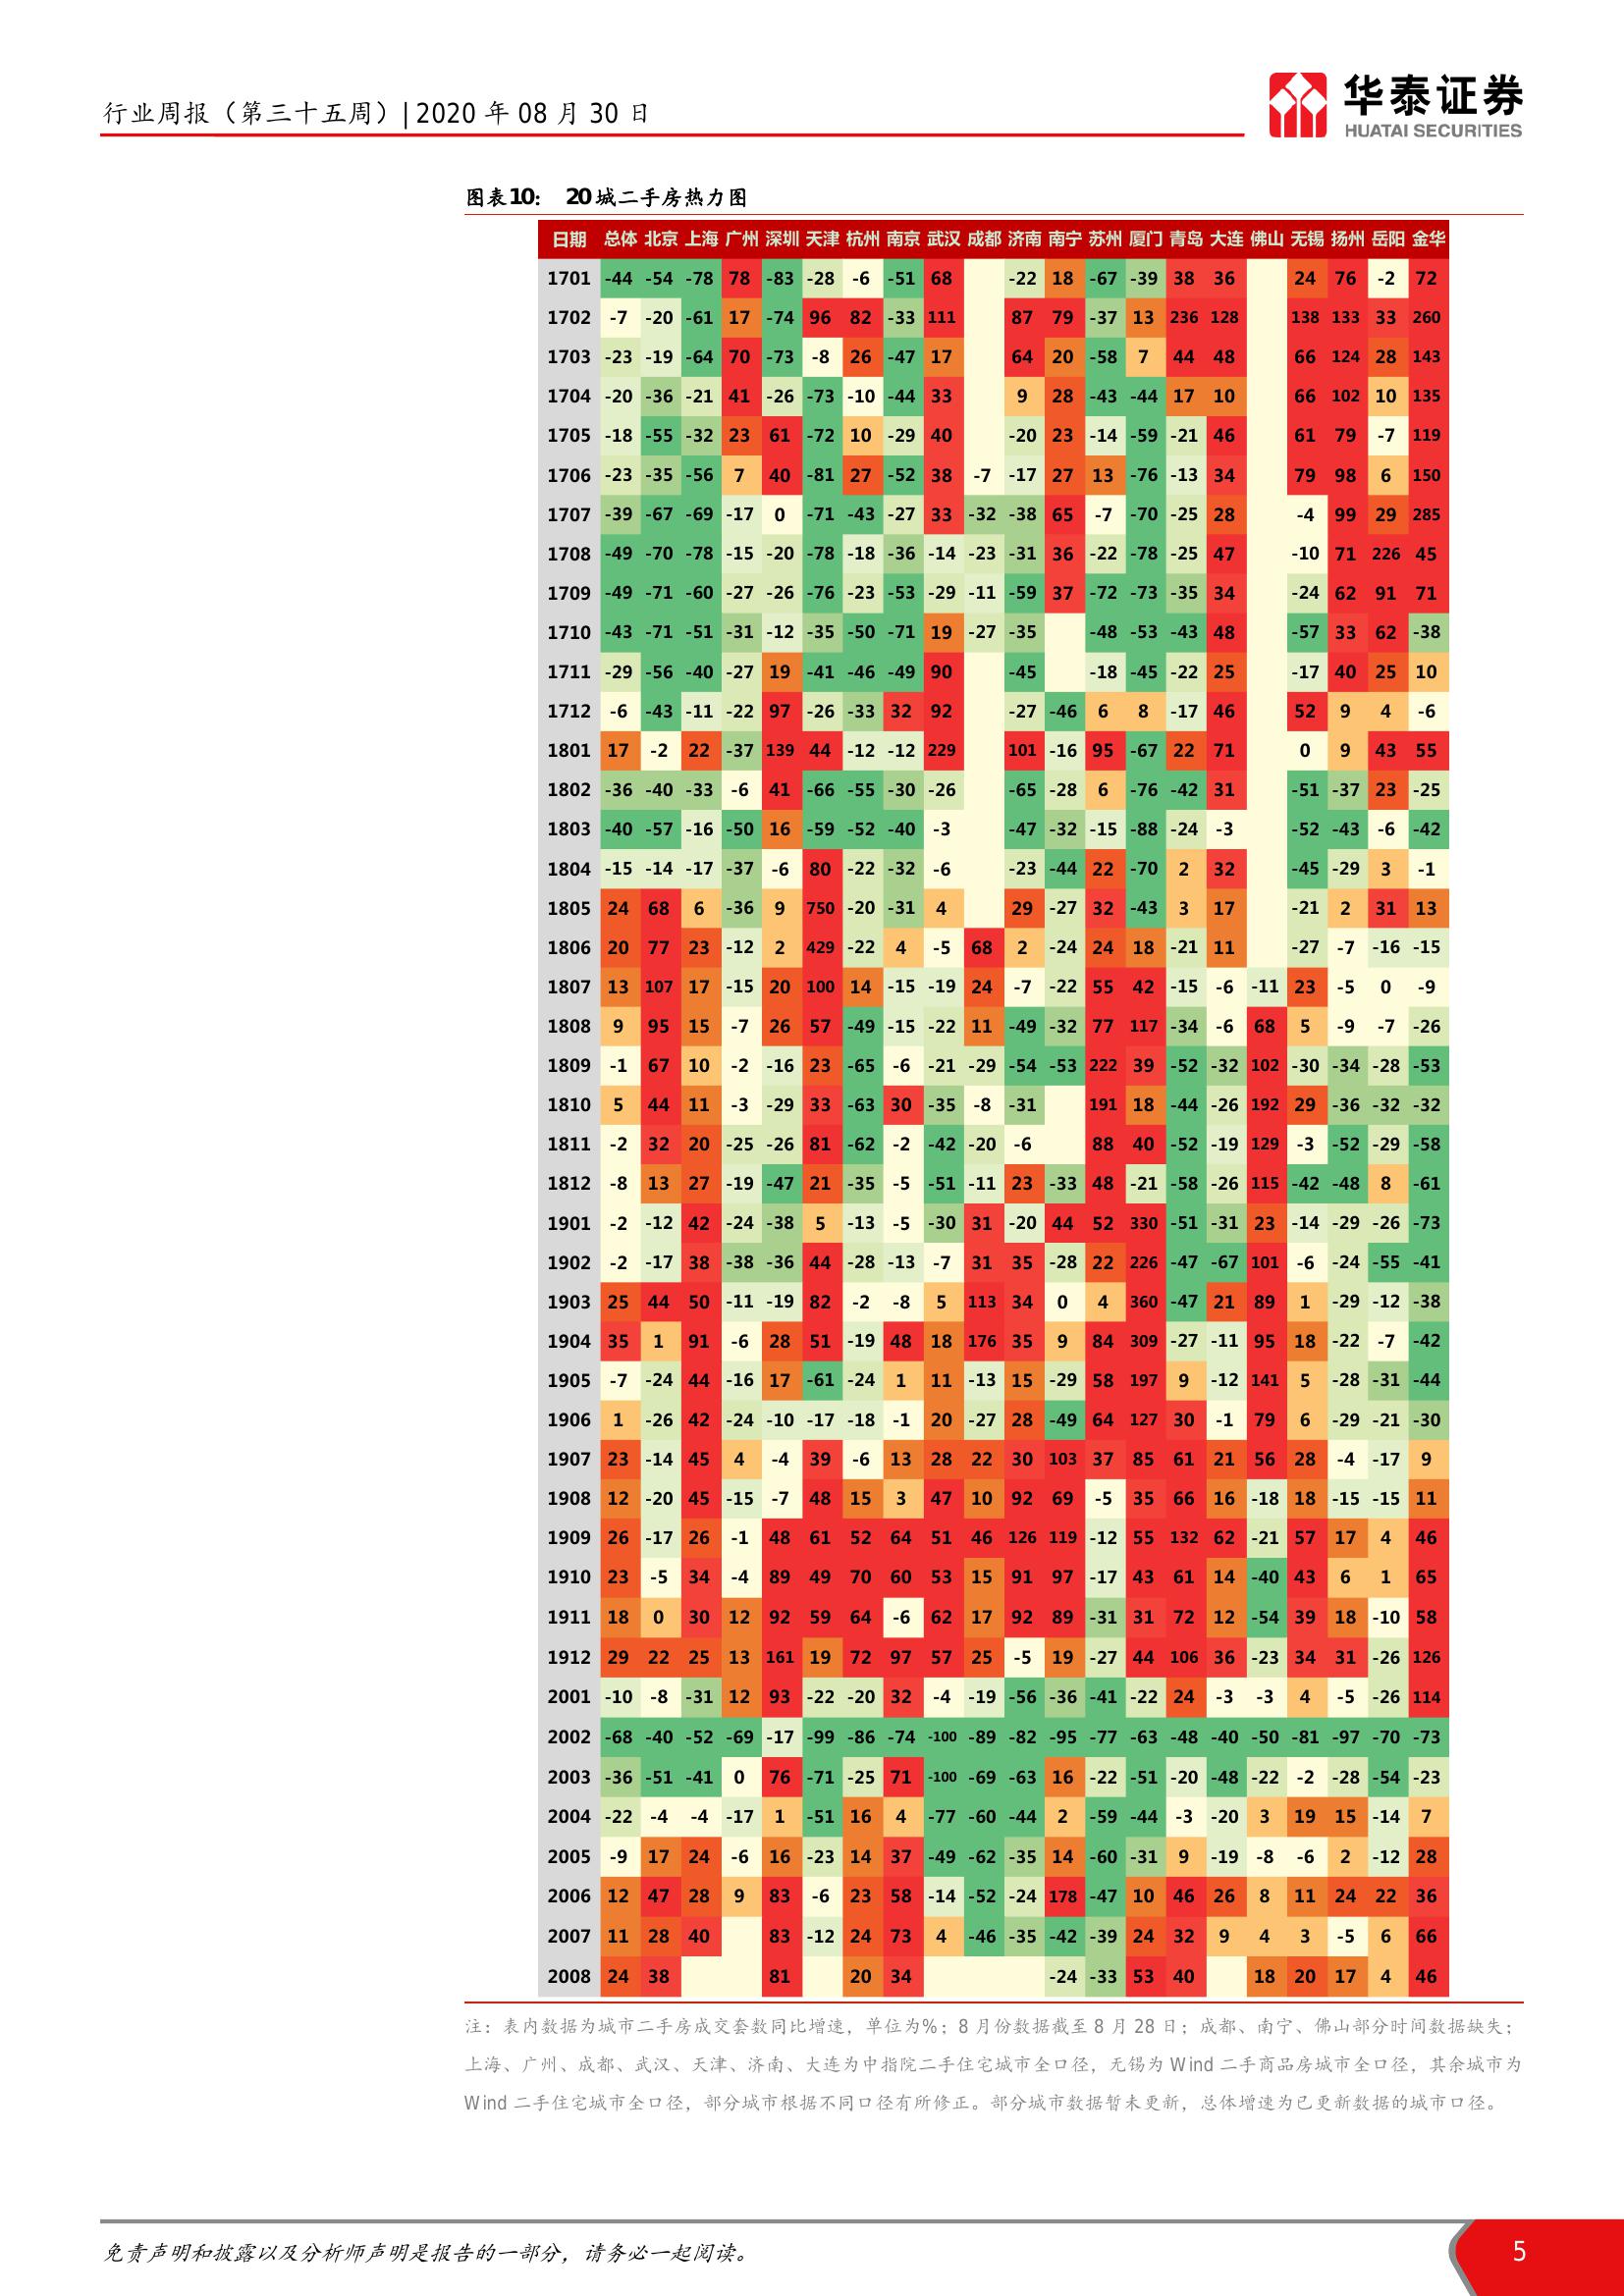 行业周报（第三十五周）| 2020 年 08 月 30 日
华泰证券
HUATAI SECURITIES
图表10： 20城二手房热力图
日期 总体 北京 上海 广州 深圳 天津 杭州 南京 武汉 成都 济南 南宁 苏州 厦门 青岛 大连 佛山 无锡 扬州 岳阳 金华
1701 -44 -54 -78 78 -83 -28 -6 -51 68 -22 18 -67 -39 38 36 24 76 -2 72
1702 -7 -20 -61 17 -74 96 82 -33 111 87 79 -37 13 236 128 138 133 33 260
1703 -23 -19 -64 70 -73 -8 26 -47 17 64 20 -58 7 44 48 66 124 28 143
1704 -20 -36 -21 41 -26 -73 -10 -44 33 9 28 -43 -44 17 10 66 102 10 135
1705 -18 -55 -32 23 61 -72 10 -29 40 -20 23 -14 -59 -21 46 61 79 -7 119
1706 -23 -35 -56 7 40 -81 27 -52 38 -7 -17 27 13 -76 -13 34 79 98 6 150
1707 -39 -67 -69 -17 0 -71 -43 -27 33 -32 -38 65 -7 -70 -25 28 -4 99 29 285
1708 -49 -70 -78 -15 -20 -78 -18 -36 -14 -23 -31 36 -22 -78 -25 47 -10 71 226 45
1709 -49 -71 -60 -27 -26 -76 -23 -53 -29 -11 -59 37 -72 -73 -35 34 -24 62 91 71
1710 -43 -71 -51 -31 -12 -35 -50 -71 19 -27 -35 -48 -53 -43 48 -57 33 62 -38
1711 -29 -56 -40 -27 19 -41 -46 -49 90 -45 -18 -45 -22 25 -17 40 25 10
1712 -6 -43 -11 -22 97 -26 -33 32 92 -27 -46 6 8 -17 46 52 9 4 -6
1801 17 -2 22 -37 139 44 -12 -12 229 101 -16 95 -67 22 71 0 9 43 55
1802 -36 -40 -33 -6 41 -66 -55 -30 -26 -65 -28 6 -76 -42 31 -51 -37 23 -25
1803 -40 -57 -16 -50 16 -59 -52 -40 -3 -47 -32 -15 -88 -24 -3 -52 -43 -6 -42
1804 -15 -14 -17 -37 -6 80 -22 -32 -6 -23 -44 22 -70 2 32 -45 -29 3 -1
1805 24 68 6 -36 9 750 -20 -31 4 29 -27 32 -43 3 17 -21 2 31 13
1806 20 77 23 -12 2 429 -22 4 -5 68 2 -24 24 18 -21 11 -27 -7 -16 -15
1807 13 107 17 -15 20 100 14 -15 -19 24 -7 -22 55 42 -15 -6 -11 23 -5 0 -9
1808 9 95 15 -7 26 57 -49 -15 -22 11 -49 -32 77 117 -34 -6 68 5 -9 -7 -26
1809 -1 67 10 -2 -16 23 -65 -6 -21 -29 -54 -53 222 39 -52 -32 102 -30 -34 -28 -53
1810 5 44 11 -3 -29 33 -63 30 -35 -8 -31 191 18 -44 -26 192 29 -36 -32 -32
1811 -2 32 20 -25 -26 81 -62 -2 -42 -20 -6 88 40 -52 -19 129 -3 -52 -29 -58
1812 -8 13 27 -19 -47 21 -35 -5 -51 -11 23 -33 48 -21 -58 -26 115 -42 -48 8 -61
1901 -2 -12 42 -24 -38 5 -13 -5 -30 31 -20 44 52 330 -51 -31 23 -14 -29 -26 -73
1902 -2 -17 38 -38 -36 44 -28 -13 -7 31 35 -28 22 226 -47 -67 101 -6 -24 -55 -41
1903 25 44 50 -11 -19 82 -2 -8 5 113 34 0 4 360 -47 21 89 1 -29 -12 -38
1904 35 1 91 -6 28 51 -19 48 18 176 35 9 84 309 -27 -11 95 18 -22 -7 -42
1905 -7 -24 44 -16 17 -61 -24 1 11 -13 15 -29 58 197 9 -12 141 5 -28 -31 -44
1906 1 -26 42 -24 -10 -17 -18 -1 20 -27 28 -49 64 127 30 -1 79 6 -29 -21 -30
1907 23 -14 45 4 -4 39 -6 13 28 22 30 103 37 85 61 21 56 28 -4 -17 9
1908 12 -20 45 -15 -7 48 15 3 47 10 92 69 -5 35 66 16 -18 18 -15 -15 11
1909 26 -17 26 -1 48 61 52 64 51 46 126 119 -12 55 132 62 -21 57 17 4 46
1910 23 -5 34 -4 89 49 70 60 53 15 91 97 -17 43 61 14 -40 43 6 1 65
1911 18 0 30 12 92 59 64 -6 62 17 92 89 -31 31 72 12 -54 39 18 -10 58
1912 29 22 25 13 161 19 72 97 57 25 -5 19 -27 44 106 36 -23 34 31 -26 126
2001 -10 -8 -31 12 93 -22 -20 32 -4 -19 -56 -36 -41 -22 24 -3 -3 4 -5 -26 114
2002 -68 -40 -52 -69 -17 -99 -86 -74 -100 -89 -82 -95 -77 -63 -48 -40 -50 -81 -97 -70 -73
2003 -36 -51 -41 0 76 -71 -25 71 -100 -69 -63 16 -22 -51 -20 -48 -22 -2 -28 -54 -23
2004 -22 -4 -4 -17 1 -51 16 4 -77 -60 -44 2 -59 -44 -3 -20 3 19 15 -14 7
2005 -9 17 24 -6 16 -23 14 37 -49 -62 -35 14 -60 -31 9 -19 -8 -6 2 -12 28
2006 12 47 28 9 83 -6 23 58 -14 -52 -24 178 -47 10 46 26 8 11 24 22 36
2007 11 28 40 83 -12 24 73 4 -46 -35 -42 -39 24 32 9 4 3 -5 6 66
2008 24 38 81 20 34 -24 -33 53 40 18 20 17 4 46
注：表内数据为城市二手房成交套数同比增速，单位为%；8 月份数据截至 8 月 28 日；成都、南宁、佛山部分时间数据缺失；
上海、广州、成都、武汉、天津、济南、大连为中指院二手住宅城市全口径，无锡为 Wind 二手商品房城市全口径，其余城市为
Wind 二手住宅城市全口径，部分城市根据不同口径有所修正。部分城市数据暂未更新，总体增速为已更新数据的城市口径。
免责声明和披露以及分析师声明是报告的一部分，请务必一起阅读。
5